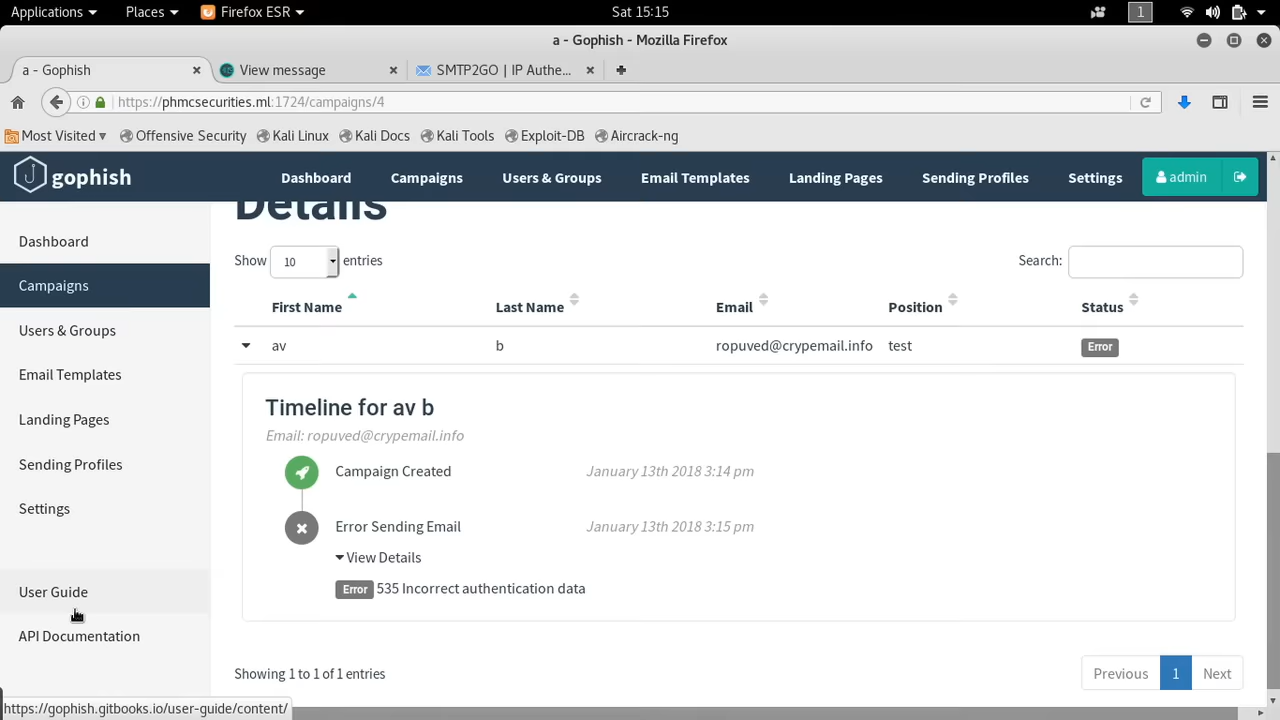 Applications Places Firefox ESR Sat 15:15 1
a - Gophish - Mozilla Firefox
a - Gophish View message SMTP2GO | IP Authe...
https://phmcsecurities.ml:1724/campaigns/4
Most Visited Offensive Security Kali Linux Kali Docs Kali Tools Exploit-DB Aircrack-ng
gophish Dashboard Campaigns Users & Groups Email Templates Landing Pages Sending Profiles Settings admin
Details
Dashboard
Campaigns
Users & Groups
Email Templates
Landing Pages
Sending Profiles
Settings
User Guide
API Documentation
Show 10 entries Search:
First Name Last Name Email Position Status
av b ropuved@crypemail.info test Error
Timeline for av b
Email: ropuved@crypemail.info
Campaign Created January 13th 2018 3:14 pm
Error Sending Email January 13th 2018 3:15 pm
View Details
Error 535 Incorrect authentication data
Showing 1 to 1 of 1 entries Previous 1 Next
https://gophish.gitbooks.io/user-guide/content/